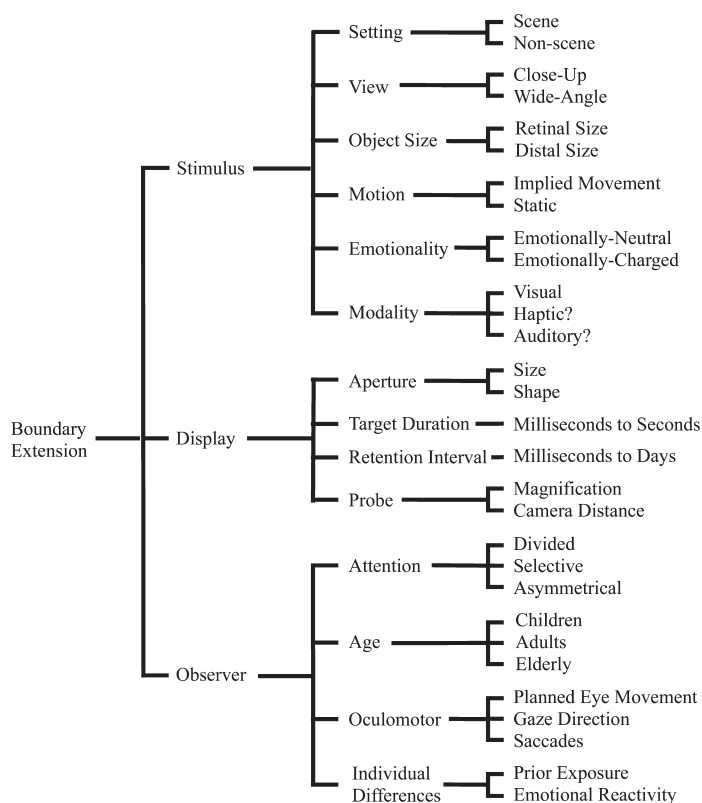 Boundary
Extension
Stimulus
Setting
Scene
Non-scene
View
Close-Up
Wide-Angle
Object Size
Retinal Size
Distal Size
Motion
Implied Movement
Static
Emotionality
Emotionally-Neutral
Emotionally-Charged
Modality
Visual
Haptic?
Auditory?
Display
Aperture
Size
Shape
Target Duration
Milliseconds to Seconds
Retention Interval
Milliseconds to Days
Probe
Magnification
Camera Distance
Observer
Attention
Divided
Selective
Asymmetrical
Age
Children
Adults
Elderly
Oculomotor
Planned Eye Movement
Gaze Direction
Saccades
Individual
Differences
Prior Exposure
Emotional Reactivity